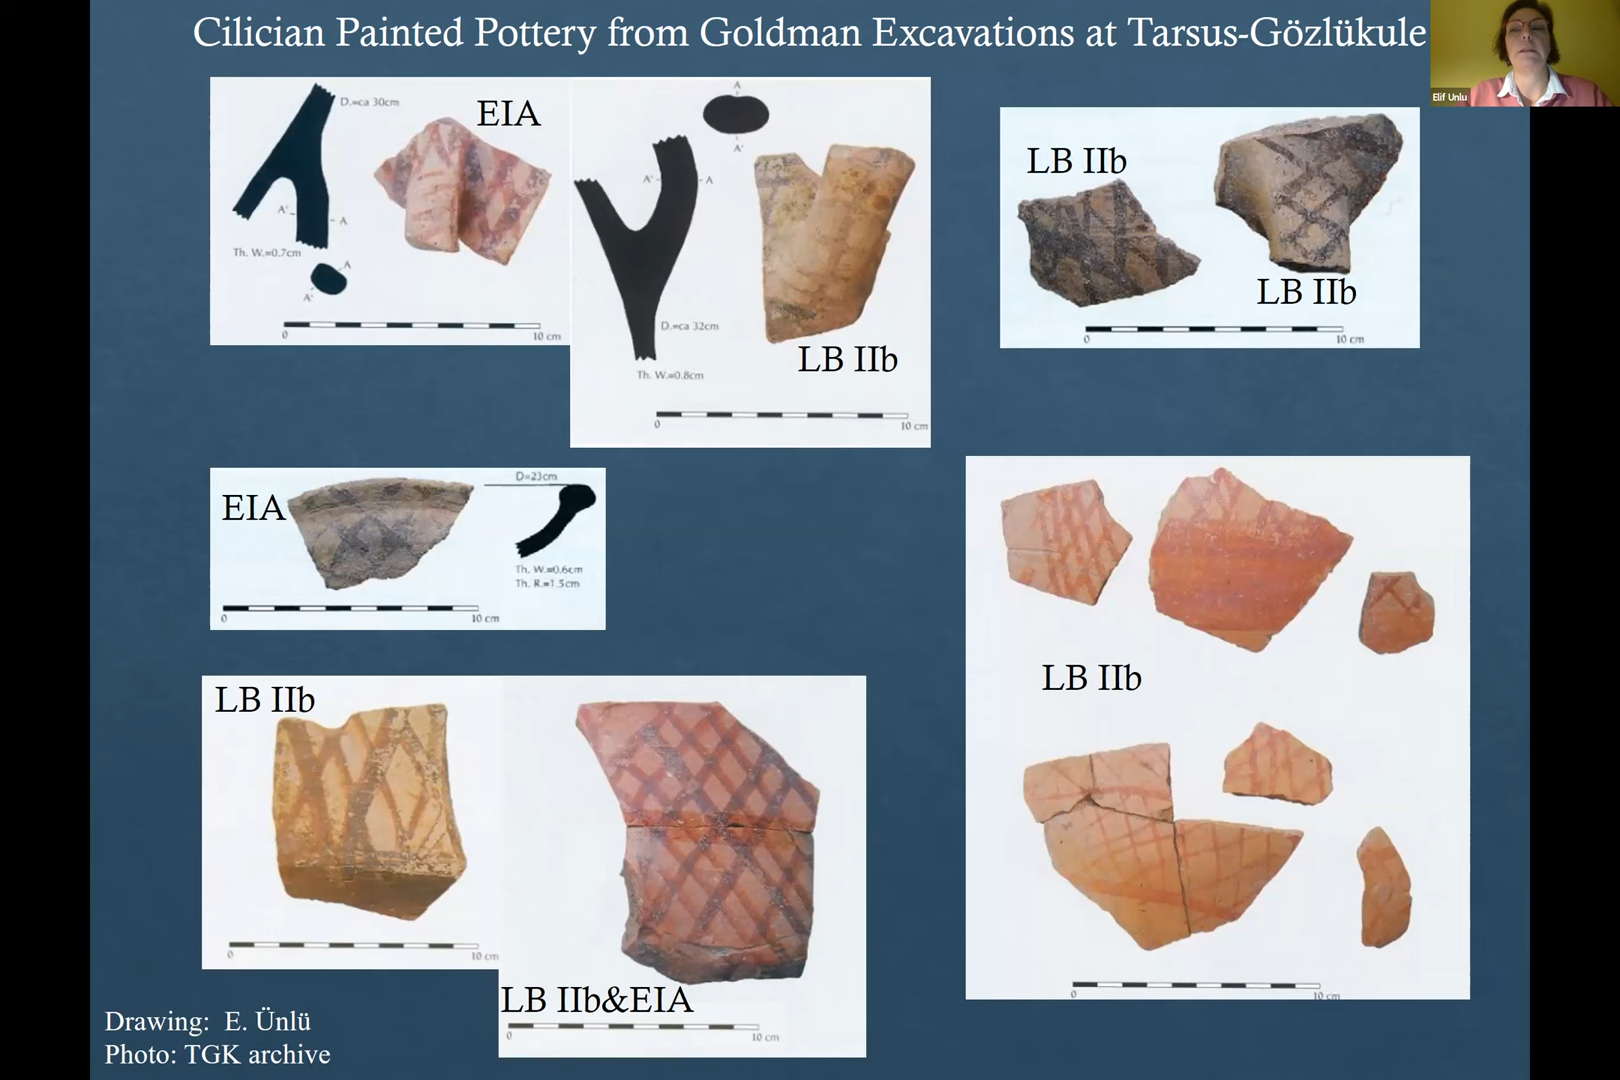 Cilician Painted Pottery from Goldman Excavations at Tarsus-Gözlükule
Elif Unlu
D.=ca 30cm
EIA
A' A
Th. W.=0.7cm
A
A'
0 10 cm
A
A'
A' A
D.=ca 32cm
Th. W.=0.8cm
LB IIb
0 10 cm
LB IIb
LB IIb
0 10 cm
EIA
D=23cm
Th. W.=0.6cm
Th. R.=1.5cm
0 10 cm
LB IIb
0 10 cm
LB IIb&EIA
0 10 cm
LB IIb
0 10 cm
Drawing: E. Ünlü
Photo: TGK archive